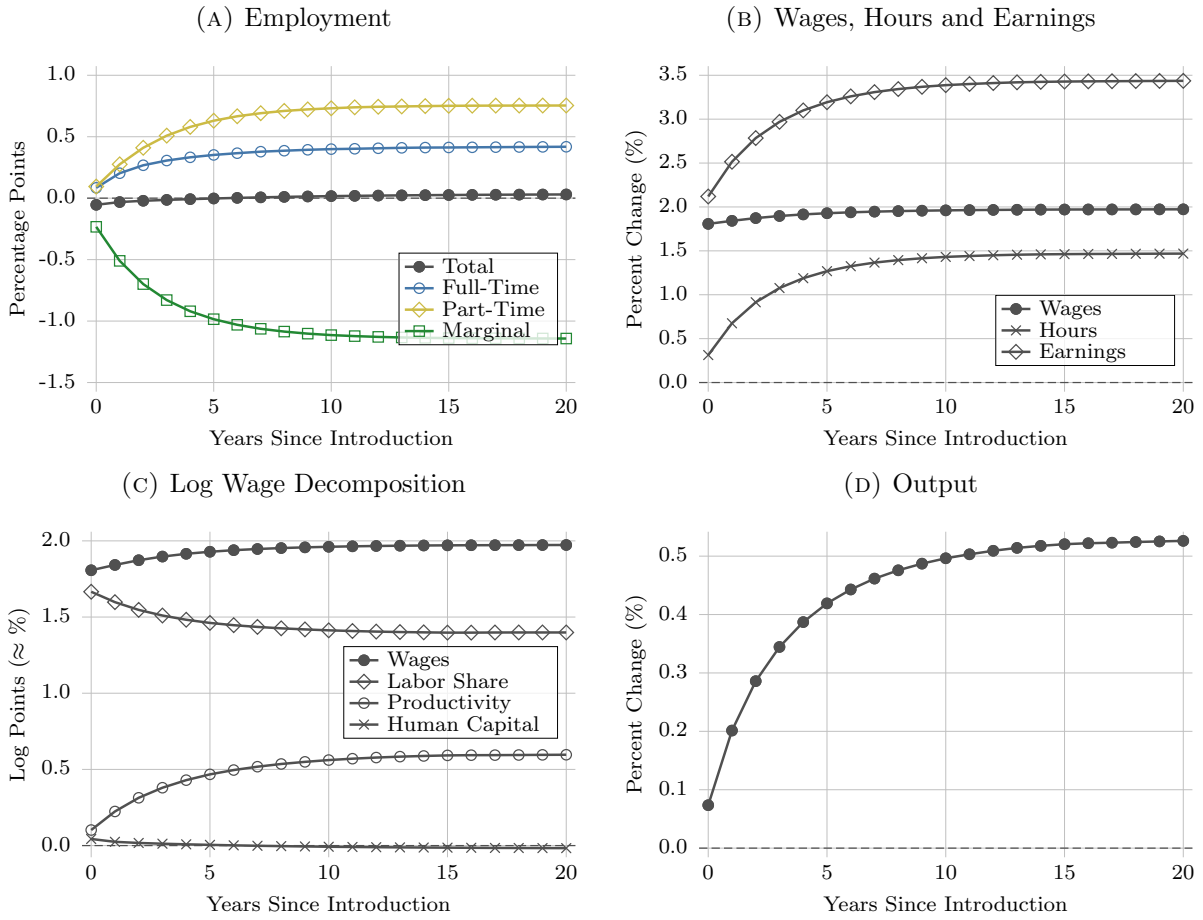 (A) Employment
1.0
0.5
0.0
-0.5
-1.0
-1.5
Percentage Points
Total
Full-Time
Part-Time
Marginal
0 5 10 15 20
Years Since Introduction
(B) Wages, Hours and Earnings
3.5
3.0
2.5
2.0
1.5
1.0
0.5
0.0
Percent Change (%)
Wages
Hours
Earnings
0 5 10 15 20
Years Since Introduction
(C) Log Wage Decomposition
2.0
1.5
1.0
0.5
0.0
Log Points (≈ %)
Wages
Labor Share
Productivity
Human Capital
0 5 10 15 20
Years Since Introduction
(D) Output
0.5
0.4
0.3
0.2
0.1
0.0
Percent Change (%)
0 5 10 15 20
Years Since Introduction